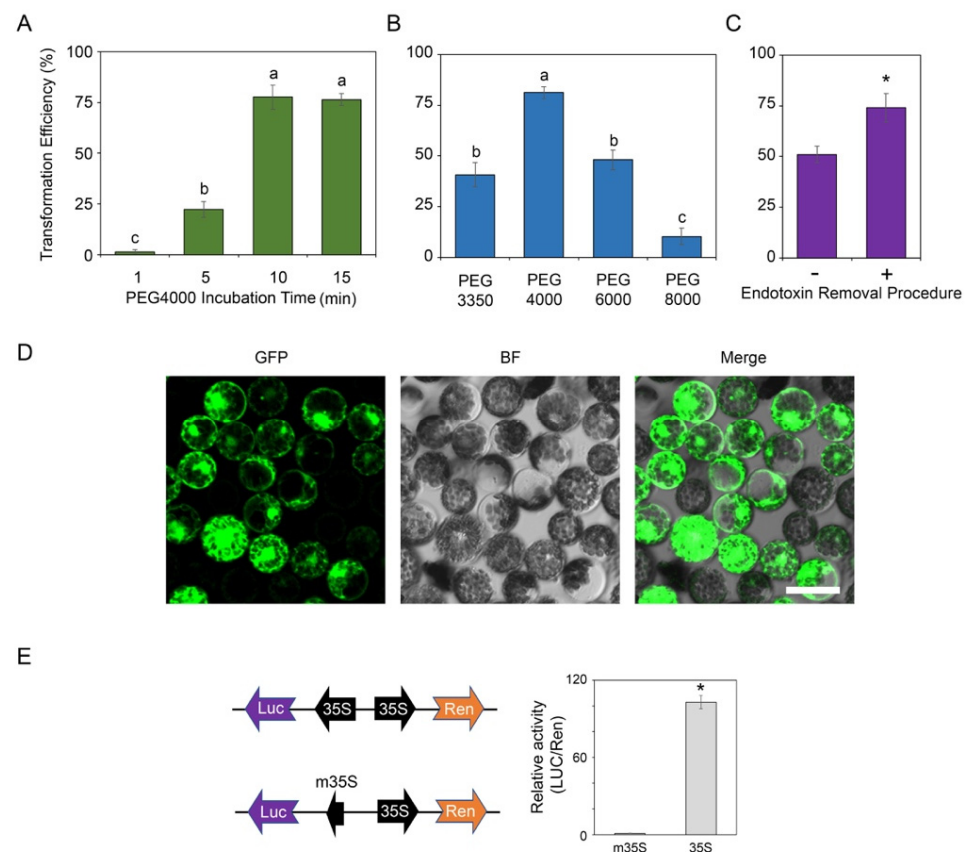 A
B
C
Transformation Efficiency (%)
100
75
50
25
0
c
b
a
a
1
5
10
15
PEG4000 Incubation Time (min)
100
75
50
25
0
b
a
b
c
PEG
3350
PEG
4000
PEG
6000
PEG
8000
100
75
50
25
0
*
-
+
Endotoxin Removal Procedure
D
GFP
BF
Merge
E
Luc
35S
35S
Ren
m35S
Luc
35S
Ren
Relative activity
(LUC/Ren)
120
80
40
0
*
m35S
35S